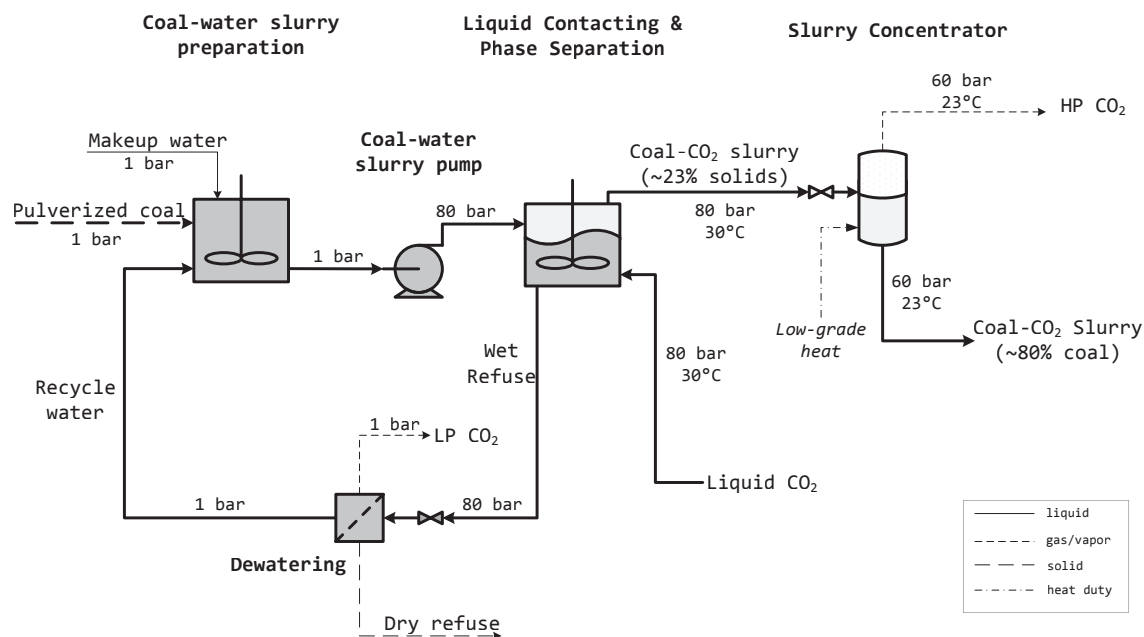 Coal-water slurry
preparation
Liquid Contacting &
Phase Separation
Slurry Concentrator
60 bar
23°C
HP CO₂
Makeup water
1 bar
Coal-water
slurry pump
Coal-CO₂ slurry
(~23% solids)
Pulverized coal
1 bar
80 bar
80 bar
30°C
1 bar
60 bar
23°C
Low-grade
heat
Coal-CO₂ Slurry
(~80% coal)
Wet
Refuse
80 bar
30°C
Recycle
water
1 bar
LP CO₂
Liquid CO₂
1 bar
80 bar
Dewatering
Dry refuse
liquid
gas/vapor
solid
heat duty